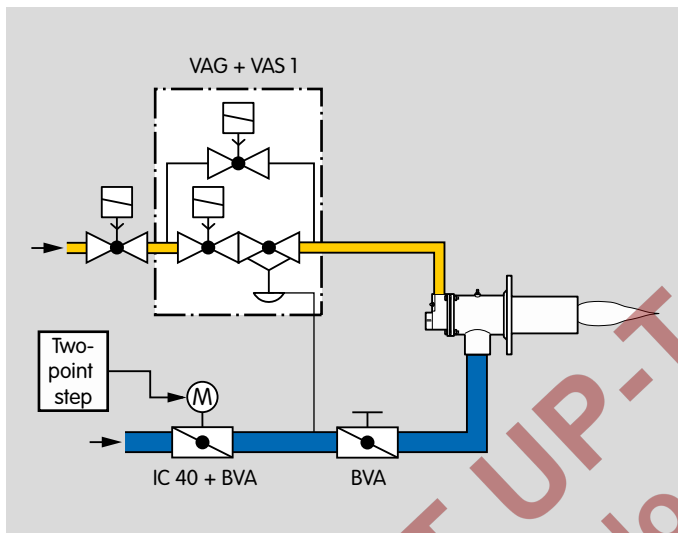 VAG + VAS 1
Two-
point
step
M
IC 40 + BVA
BVA
T UP-T